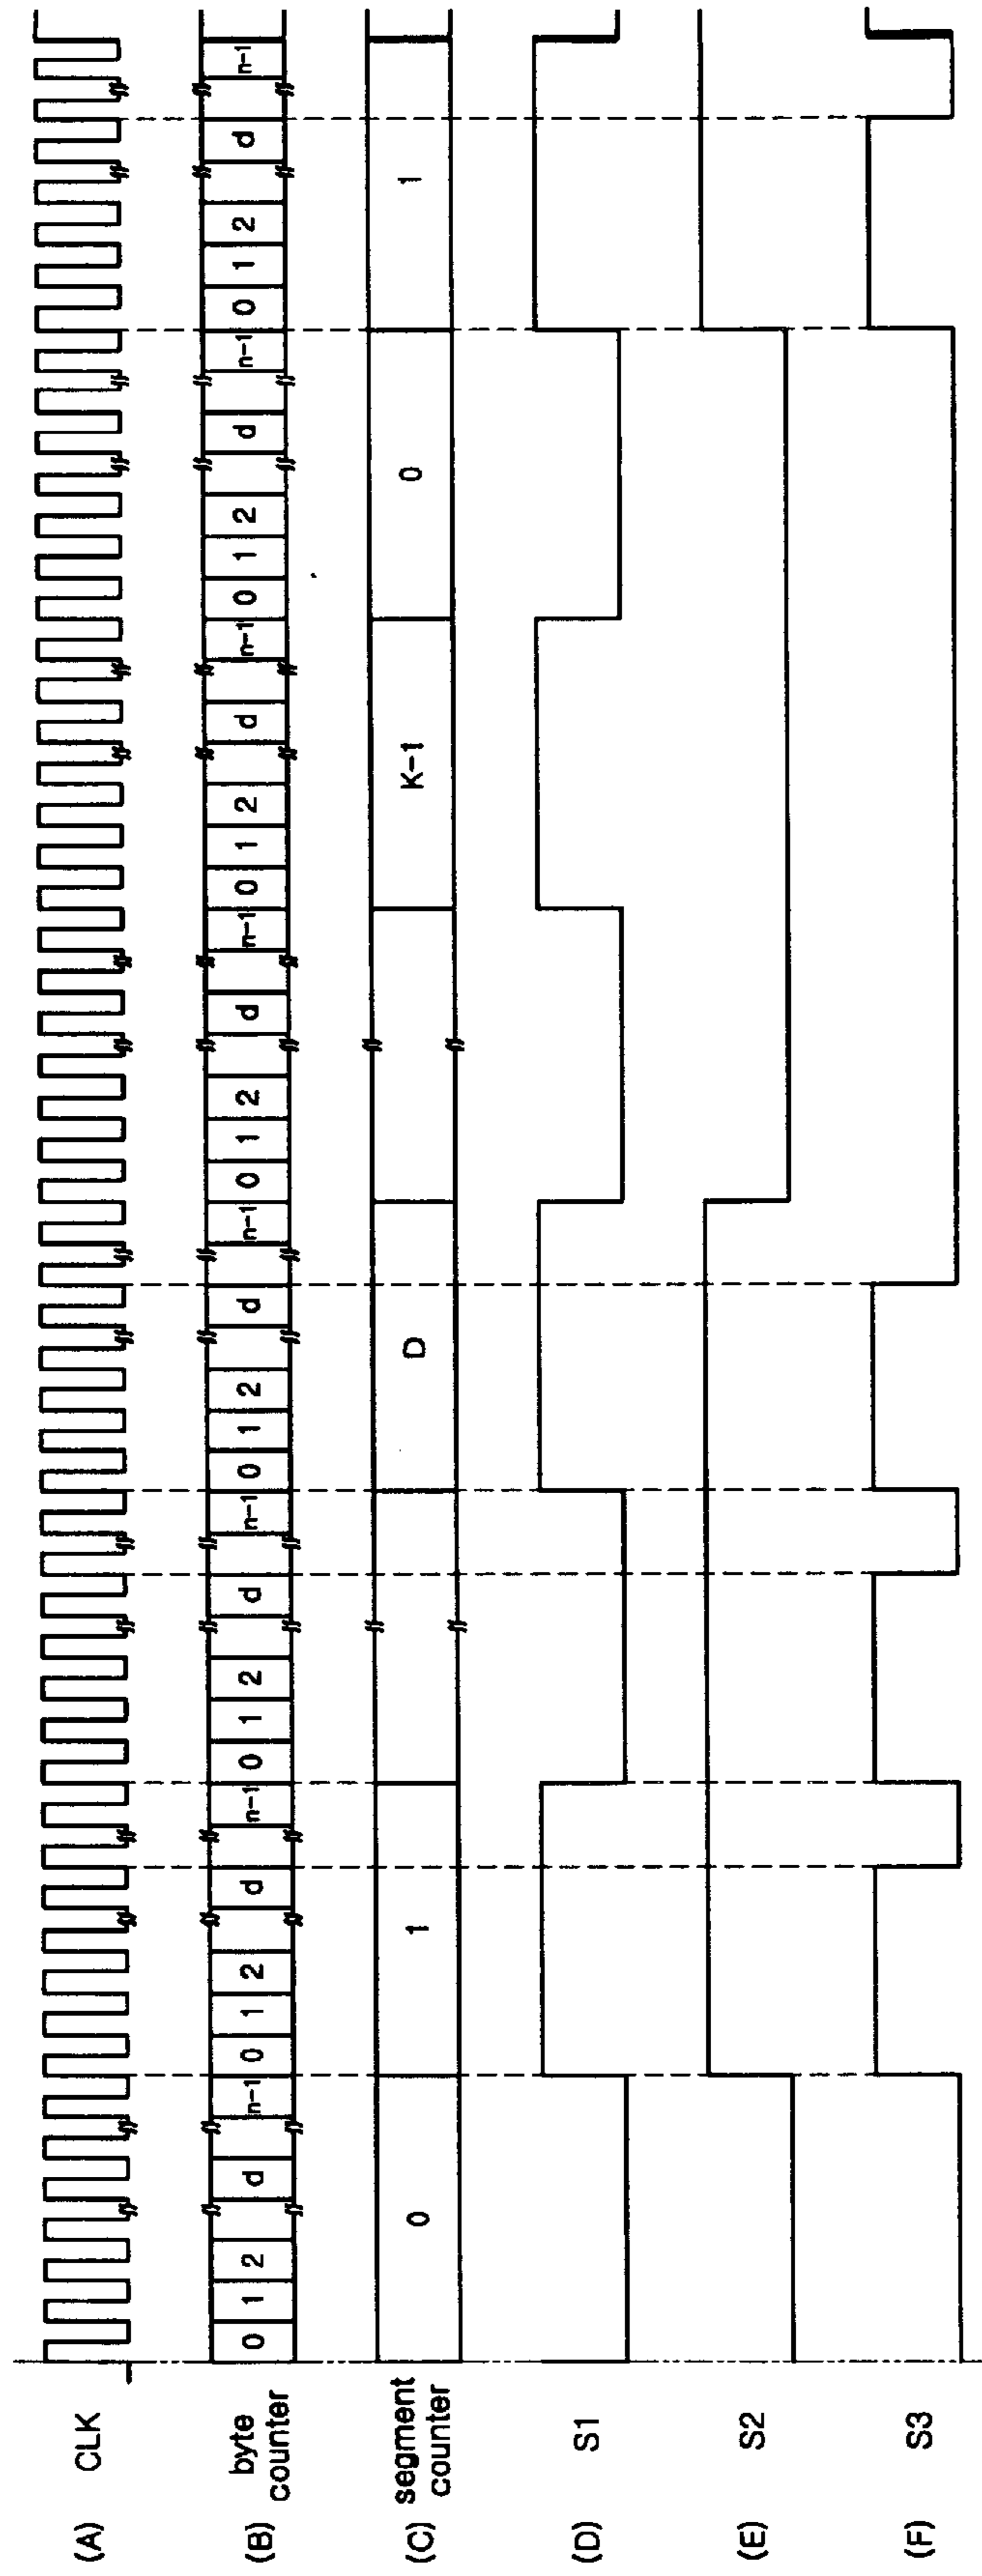 (A) CLK
(B) byte counter 0 1 2 d n-1 0 1 2 d n-1 0 1 2 d n-1 0 1 2 d n-1 0 1 2 d n-1 0 1 2 d n-1 0 1 2 d n-1 0 1 2 d n-1
(C) segment counter 0 1 D K-1 0 1
(D) S1
(E) S2
(F) S3